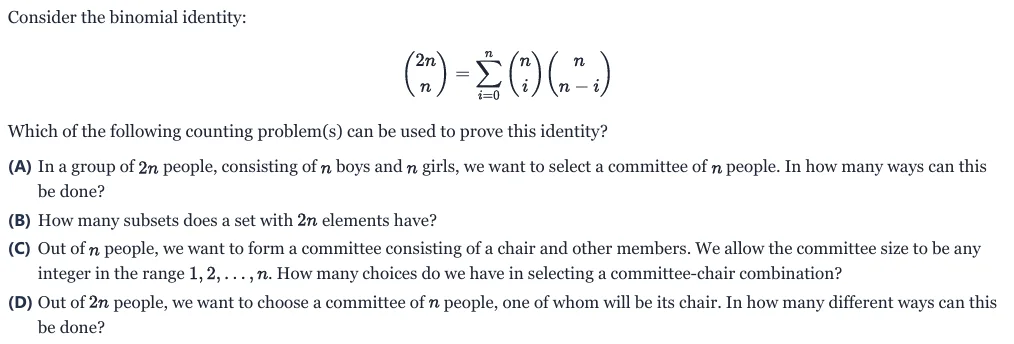 Consider the binomial identity:
$$\binom{2n}{n} = \sum_{i=0}^{n} \binom{n}{i} \binom{n}{n-i}$$
Which of the following counting problem(s) can be used to prove this identity?
(A) In a group of 2n people, consisting of n boys and n girls, we want to select a committee of n people. In how many ways can this
be done?
(B) How many subsets does a set with 2n elements have?
(C) Out of n people, we want to form a committee consisting of a chair and other members. We allow the committee size to be any
integer in the range 1, 2, . . . , n. How many choices do we have in selecting a committee-chair combination?
(D) Out of 2n people, we want to choose a committee of n people, one of whom will be its chair. In how many different ways can this
be done?